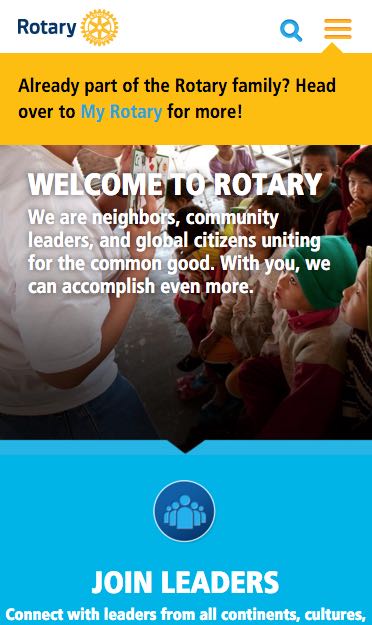 Rotary
Already part of the Rotary family? Head
over to My Rotary for more!
WELCOME TO ROTARY
We are neighbors, community
leaders, and global citizens uniting
for the common good. With you, we
can accomplish even more.
JOIN LEADERS
Connect with leaders from all continents, cultures,